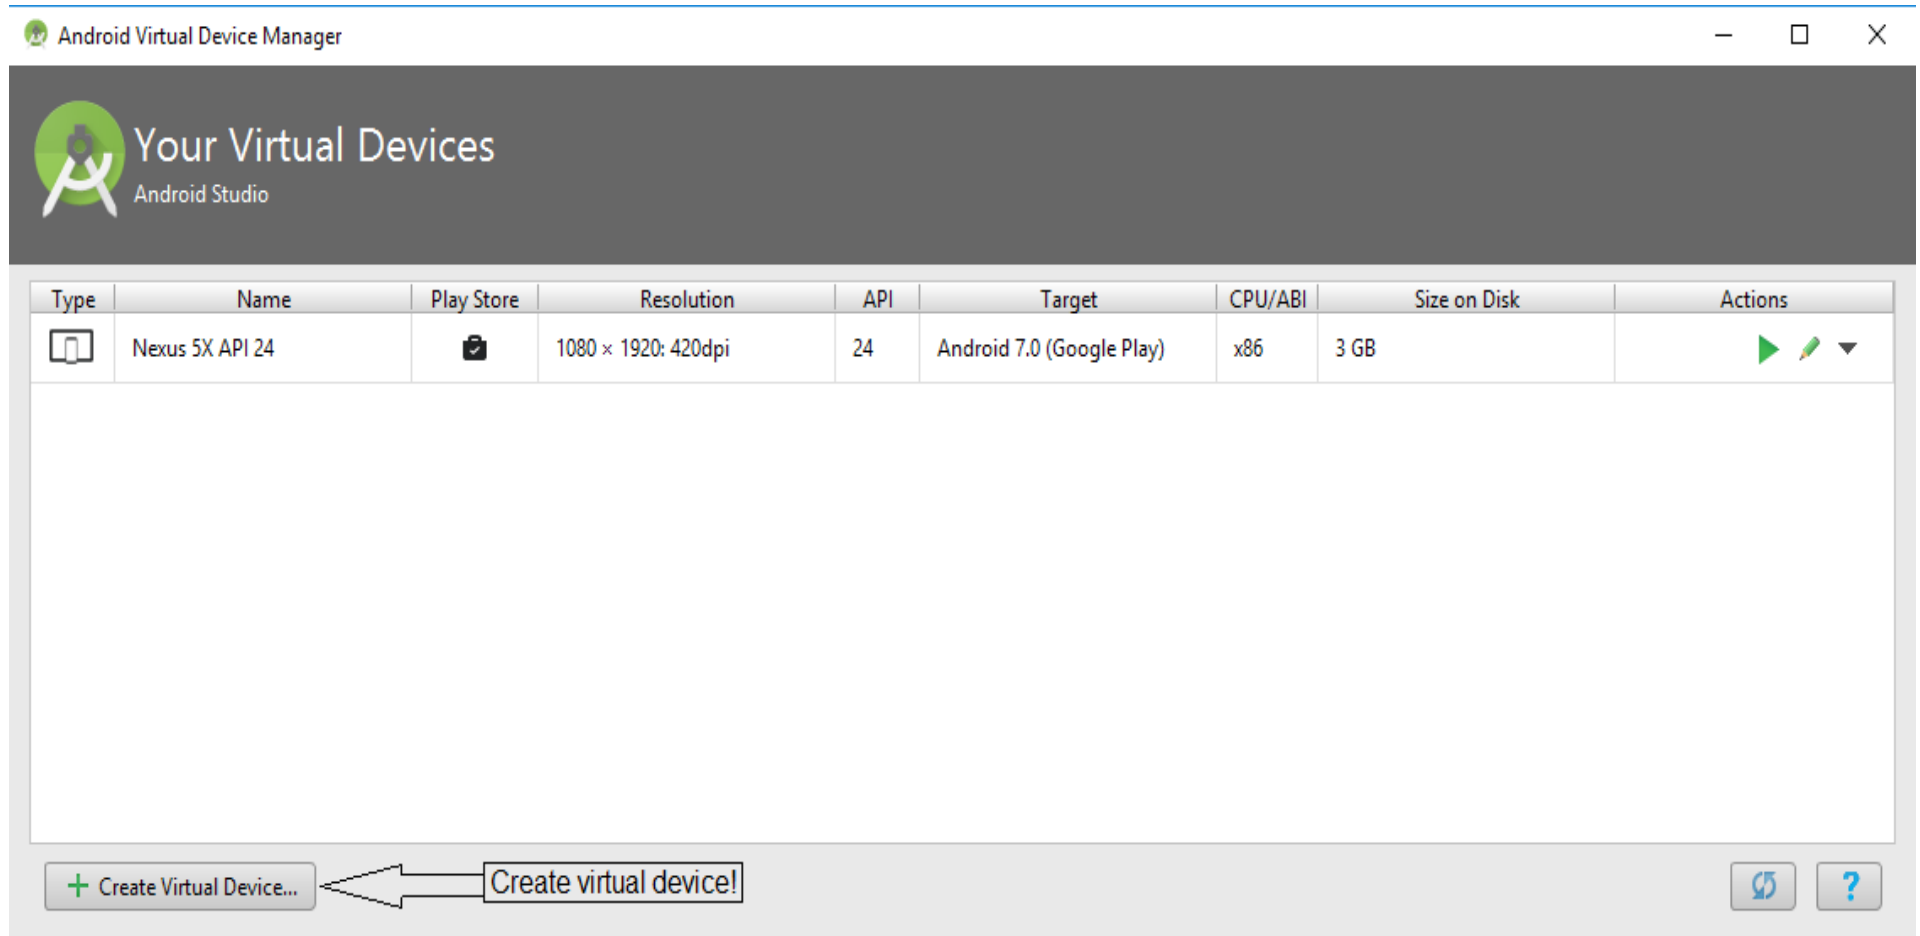 Android Virtual Device Manager
Your Virtual Devices
Android Studio
Type Name Play Store Resolution API Target CPU/ABI Size on Disk Actions
Nexus 5X API 24 1080 × 1920: 420dpi 24 Android 7.0 (Google Play) x86 3 GB
+ Create Virtual Device... Create virtual device! ?